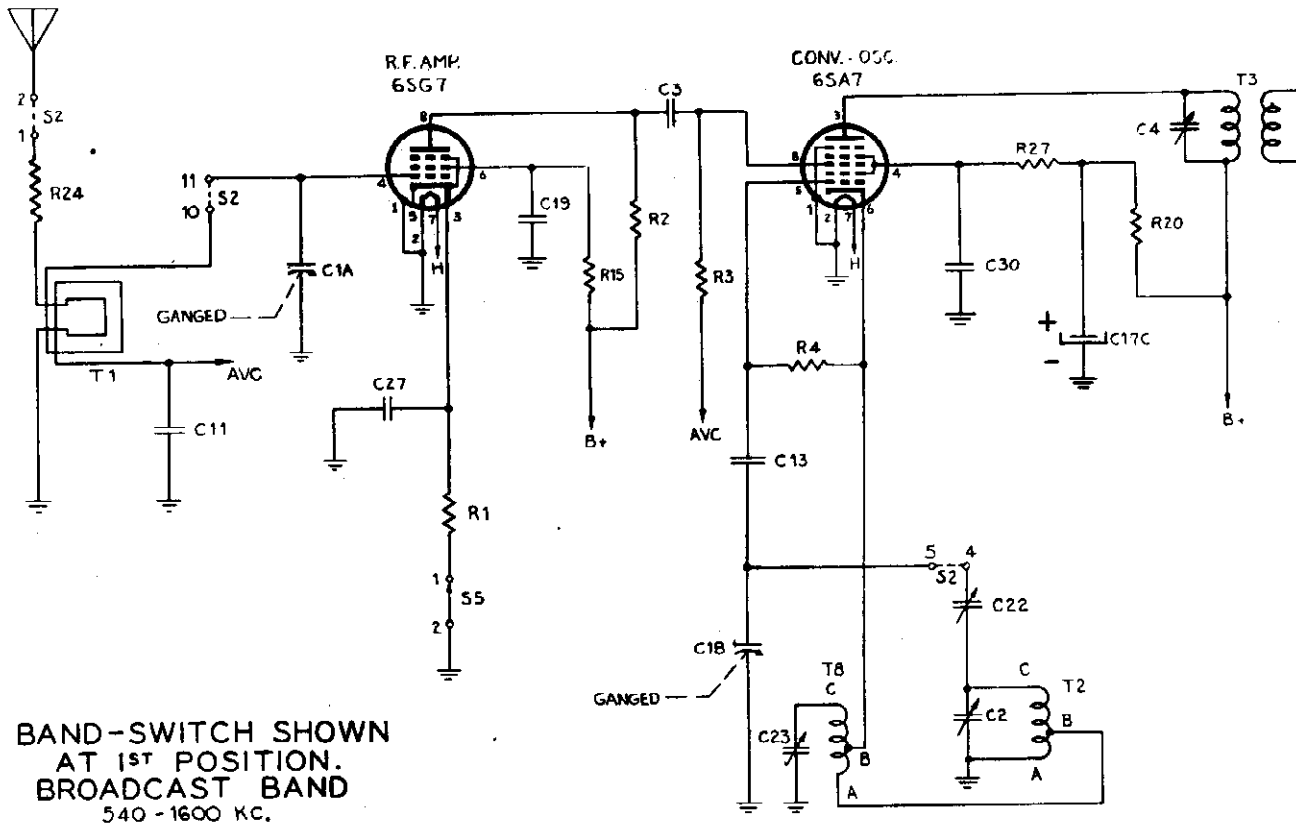 R.F. AMP.
6SG7
CONV. - OSC.
6SA7
C3
T3
2
S2
1
8
3
C4
R24
11
S2
10
4
6
8
5
4
R27
1
5
7
3
2
H
C19
R2
1
2
7
6
H
R20
C1A
R15
R3
C30
GANGED
T1
AVC
R4
+
-
C17C
C27
C11
B+
AVC
B+
C13
R1
5
4
S2
1
S5
2
C22
C1B
GANGED
T8
C
C
T2
C23
B
C2
B
A
A
BAND-SWITCH SHOWN
AT 1ST POSITION.
BROADCAST BAND
540 - 1600 KC.